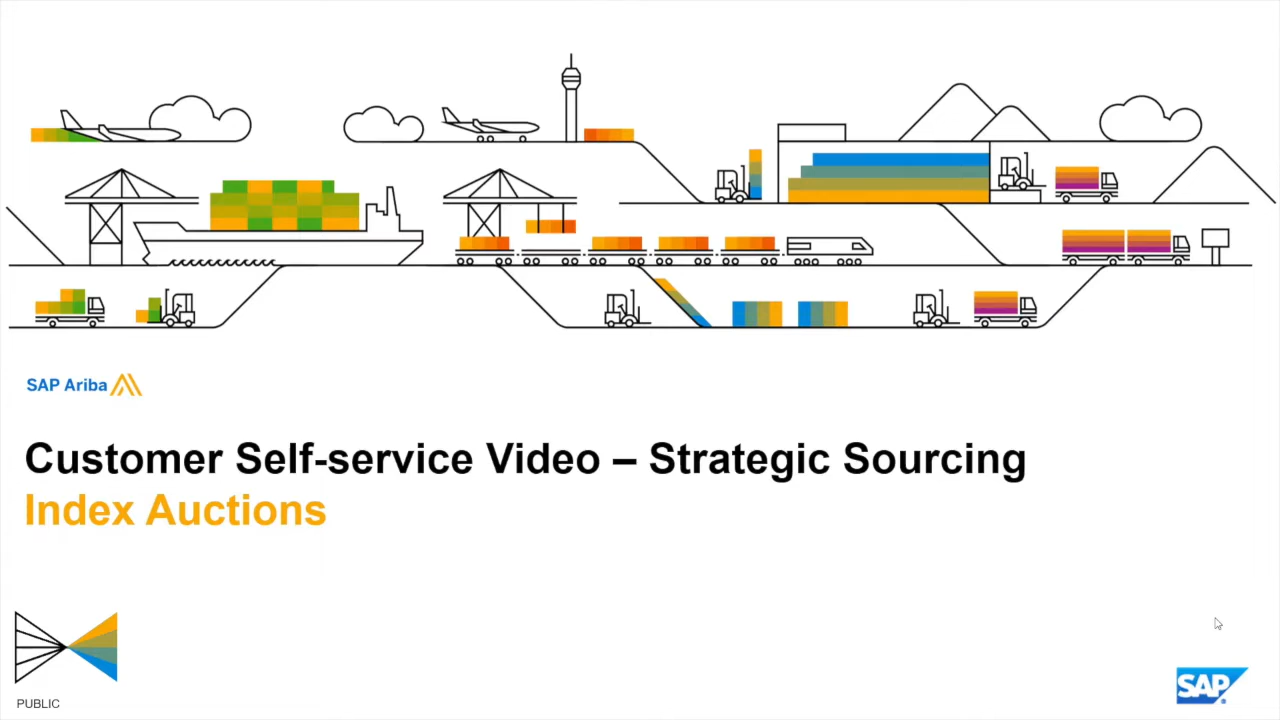 SAP Ariba
Customer Self-service Video – Strategic Sourcing
Index Auctions
PUBLIC
SAP